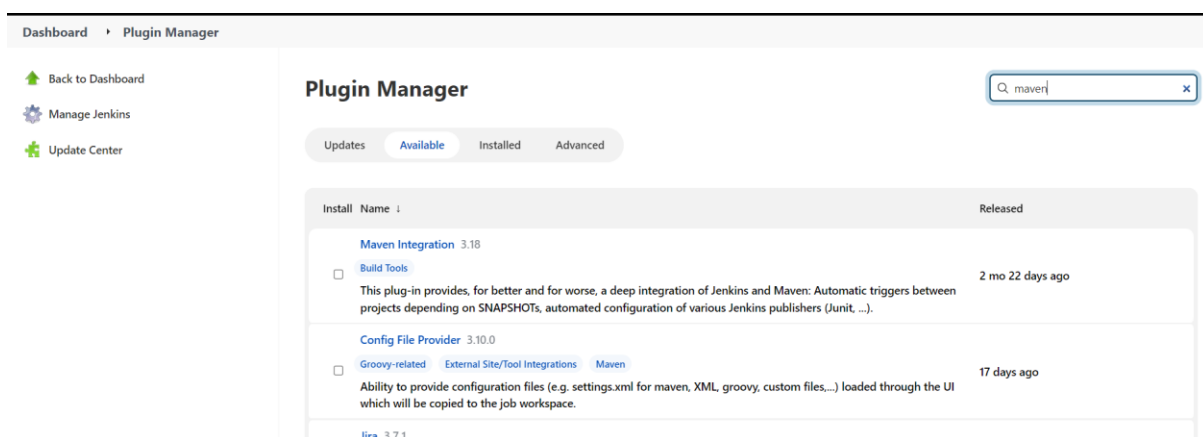 Dashboard
Plugin Manager
Back to Dashboard
Manage Jenkins
Update Center
Plugin Manager
maven
Updates
Available
Installed
Advanced
Install Name ↓ Released
Maven Integration 3.18
Build Tools
This plug-in provides, for better and for worse, a deep integration of Jenkins and Maven: Automatic triggers between
projects depending on SNAPSHOTs, automated configuration of various Jenkins publishers (Junit, ...).
2 mo 22 days ago
Config File Provider 3.10.0
Groovy-related External Site/Tool Integrations Maven
Ability to provide configuration files (e.g. settings.xml for maven, XML, groovy, custom files,...) loaded through the UI
which will be copied to the job workspace.
17 days ago
Jira 3.7.1